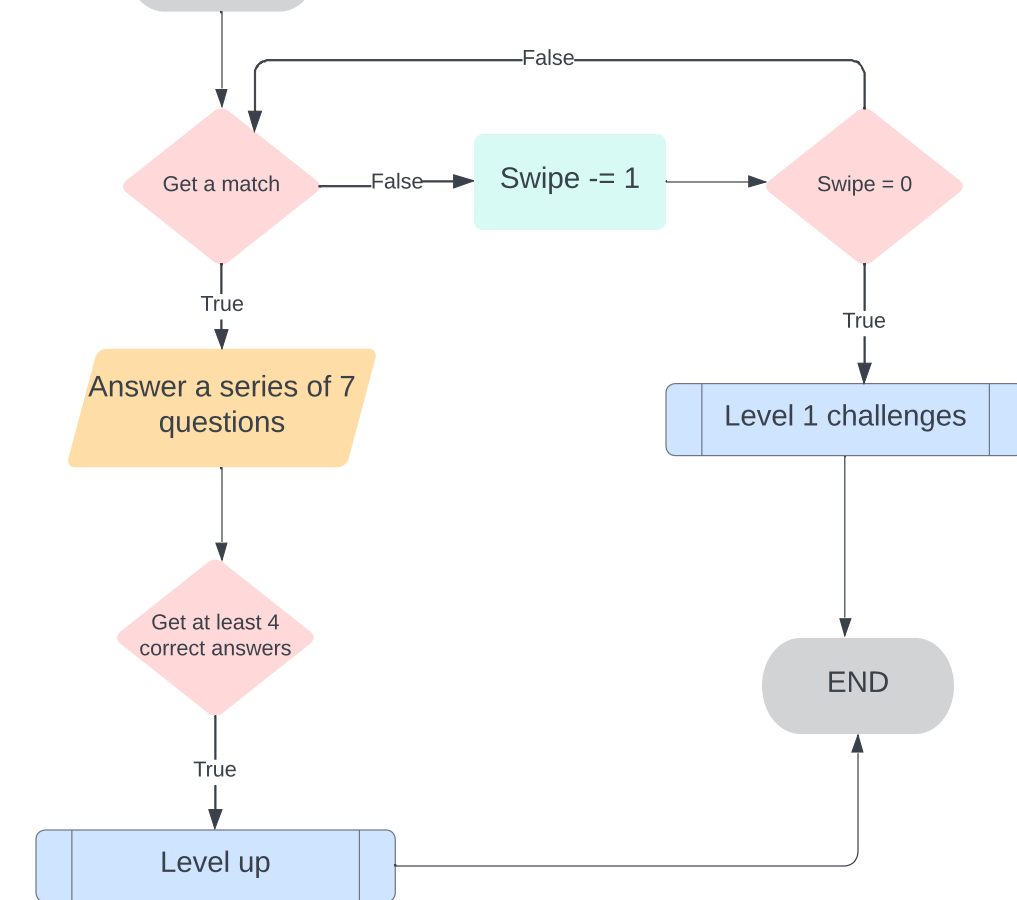 False
Get a match
False
Swipe -= 1
Swipe = 0
True
True
Answer a series of 7
questions
Level 1 challenges
Get at least 4
correct answers
END
True
Level up